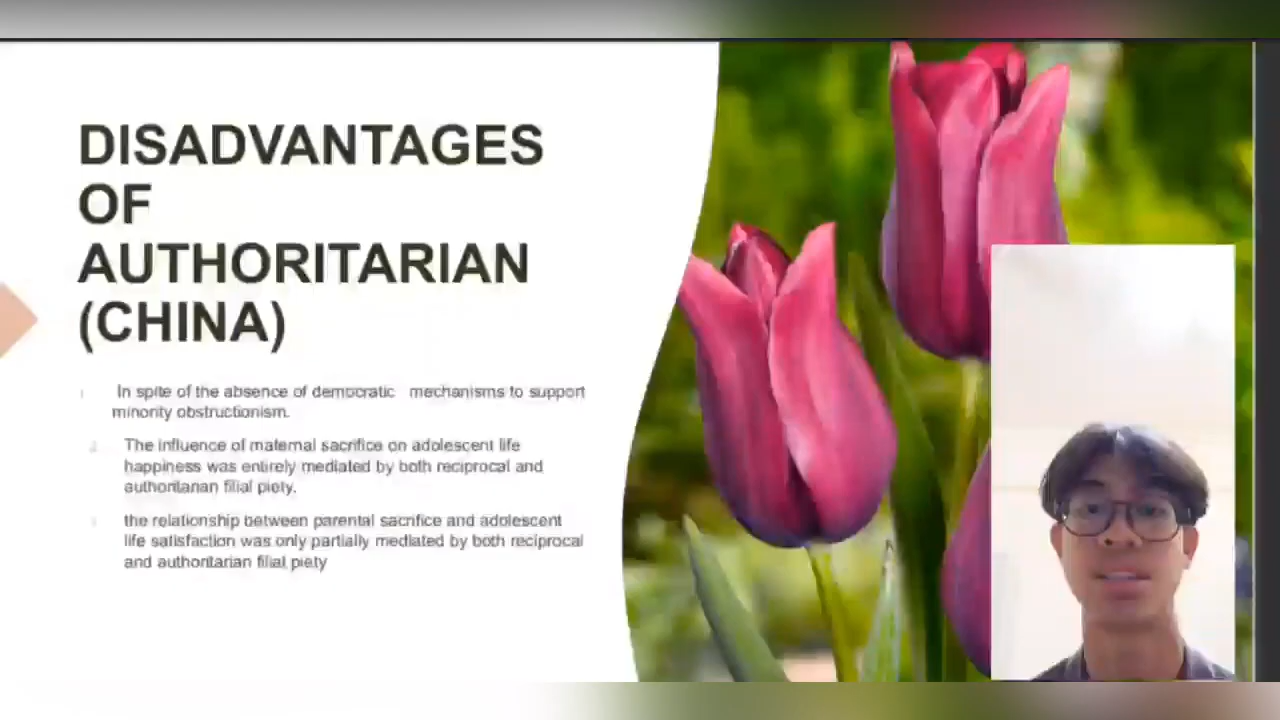 DISADVANTAGES
OF
AUTHORITARIAN
(CHINA)
In spite of the absence of democratic mechanisms to support
minority obstructionism.
2. The influence of maternal sacrifice on adolescent life
happiness was entirely mediated by both reciprocal and
authoritarian filial piety.
the relationship between parental sacrifice and adolescent
life satisfaction was only partially mediated by both reciprocal
and authoritarian filial piety